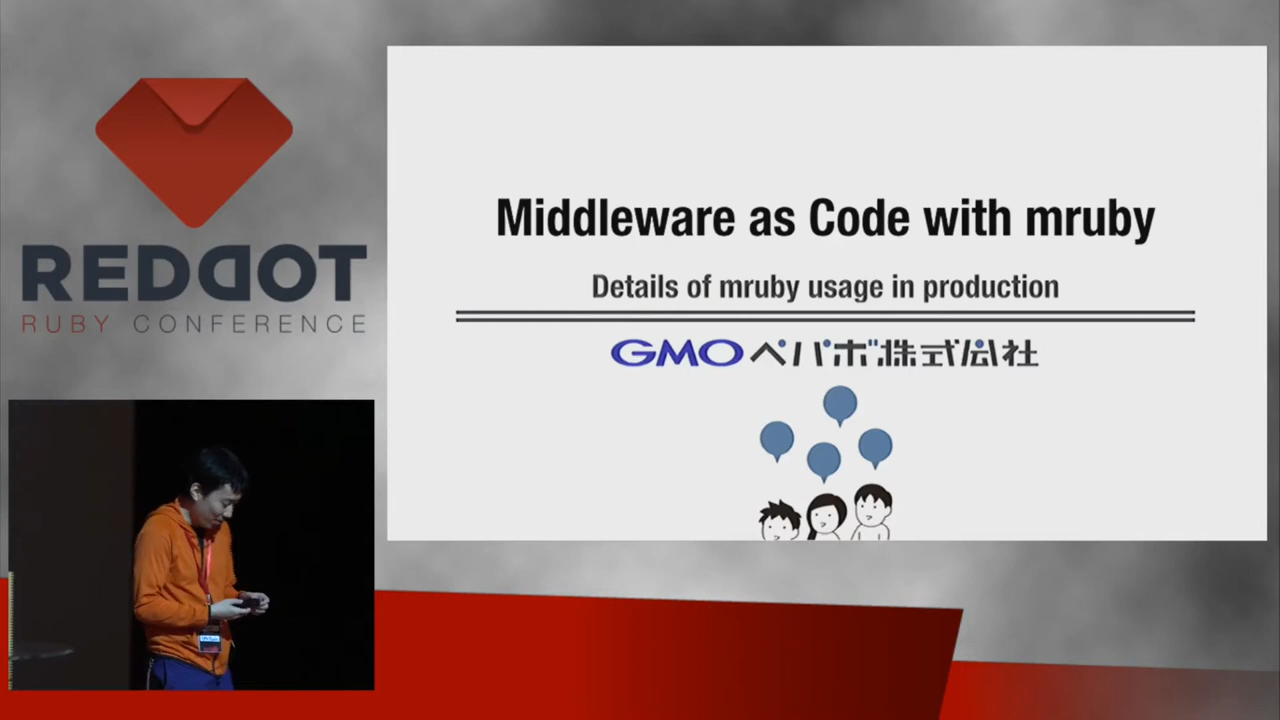 REDDOT
RUBY CONFERENCE
Middleware as Code with mruby
Details of mruby usage in production
GMOペパボ株式会社